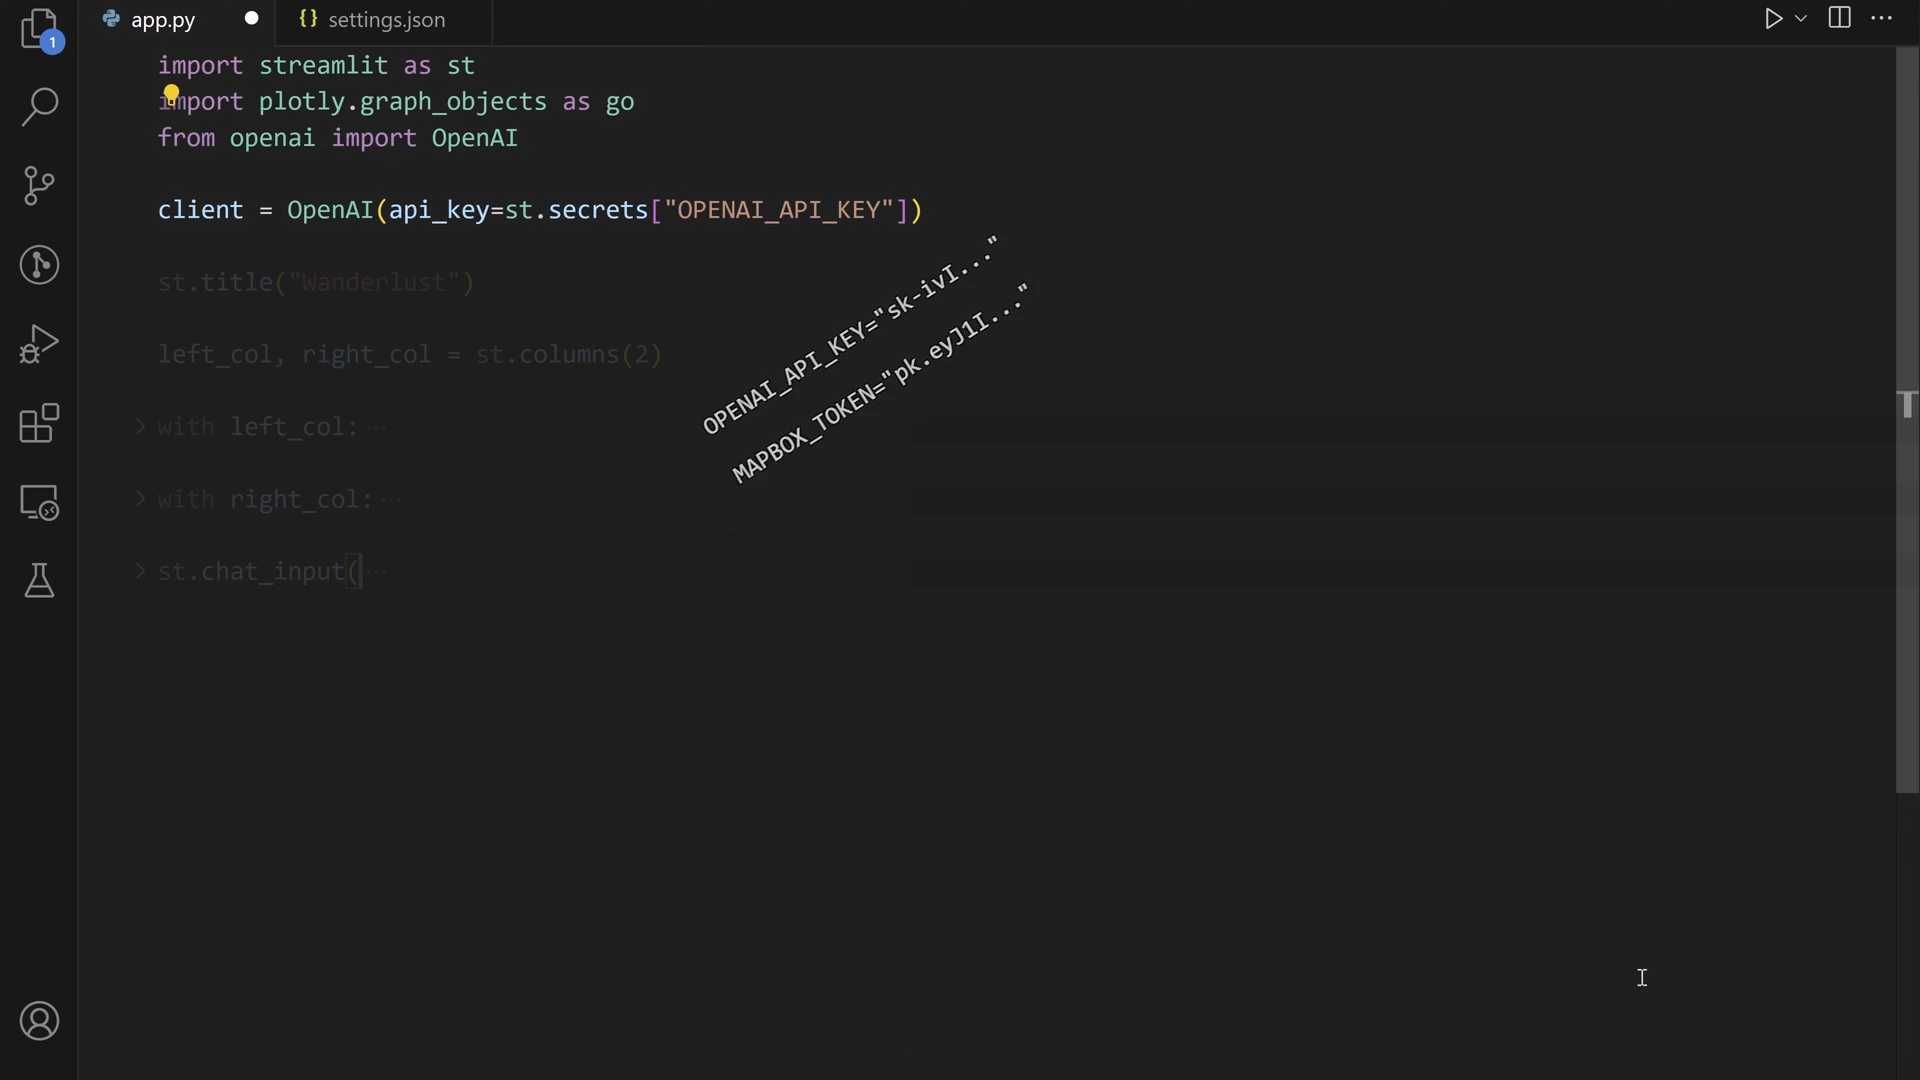 app.py
settings.json
1
import streamlit as st
import plotly.graph_objects as go
from openai import OpenAI
client = OpenAI(api_key=st.secrets["OPENAI_API_KEY"])
st.title("Wanderlust")
left_col, right_col = st.columns(2)
with left_col:
with right_col:
st.chat_input(
OPENAI_API_KEY="sk-ivI..."
MAPBOX_TOKEN="pk.eyJ1I..."